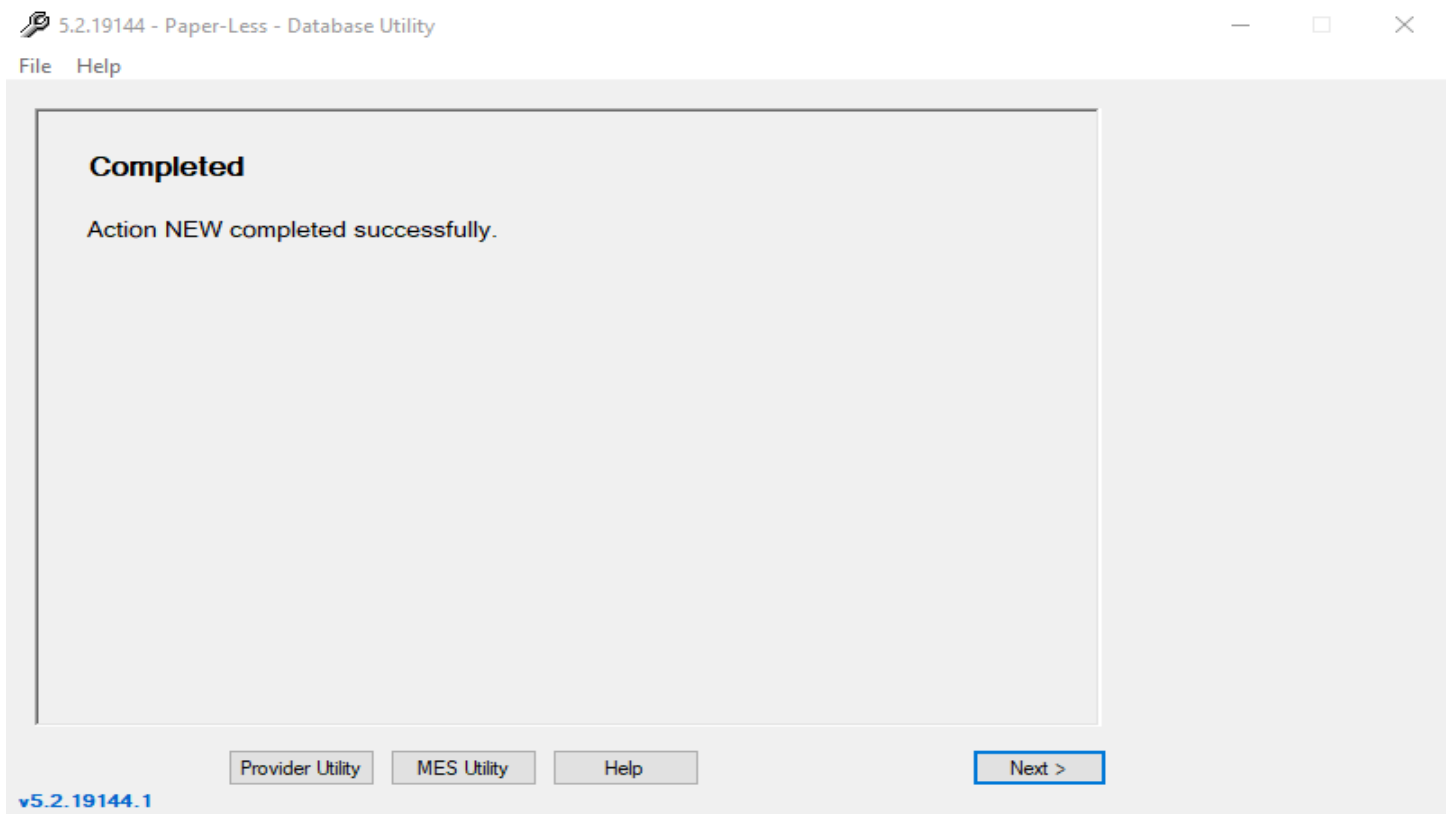 5.2.19144 - Paper-Less - Database Utility
File Help
Completed
Action NEW completed successfully.
Provider Utility MES Utility Help Next >
v5.2.19144.1